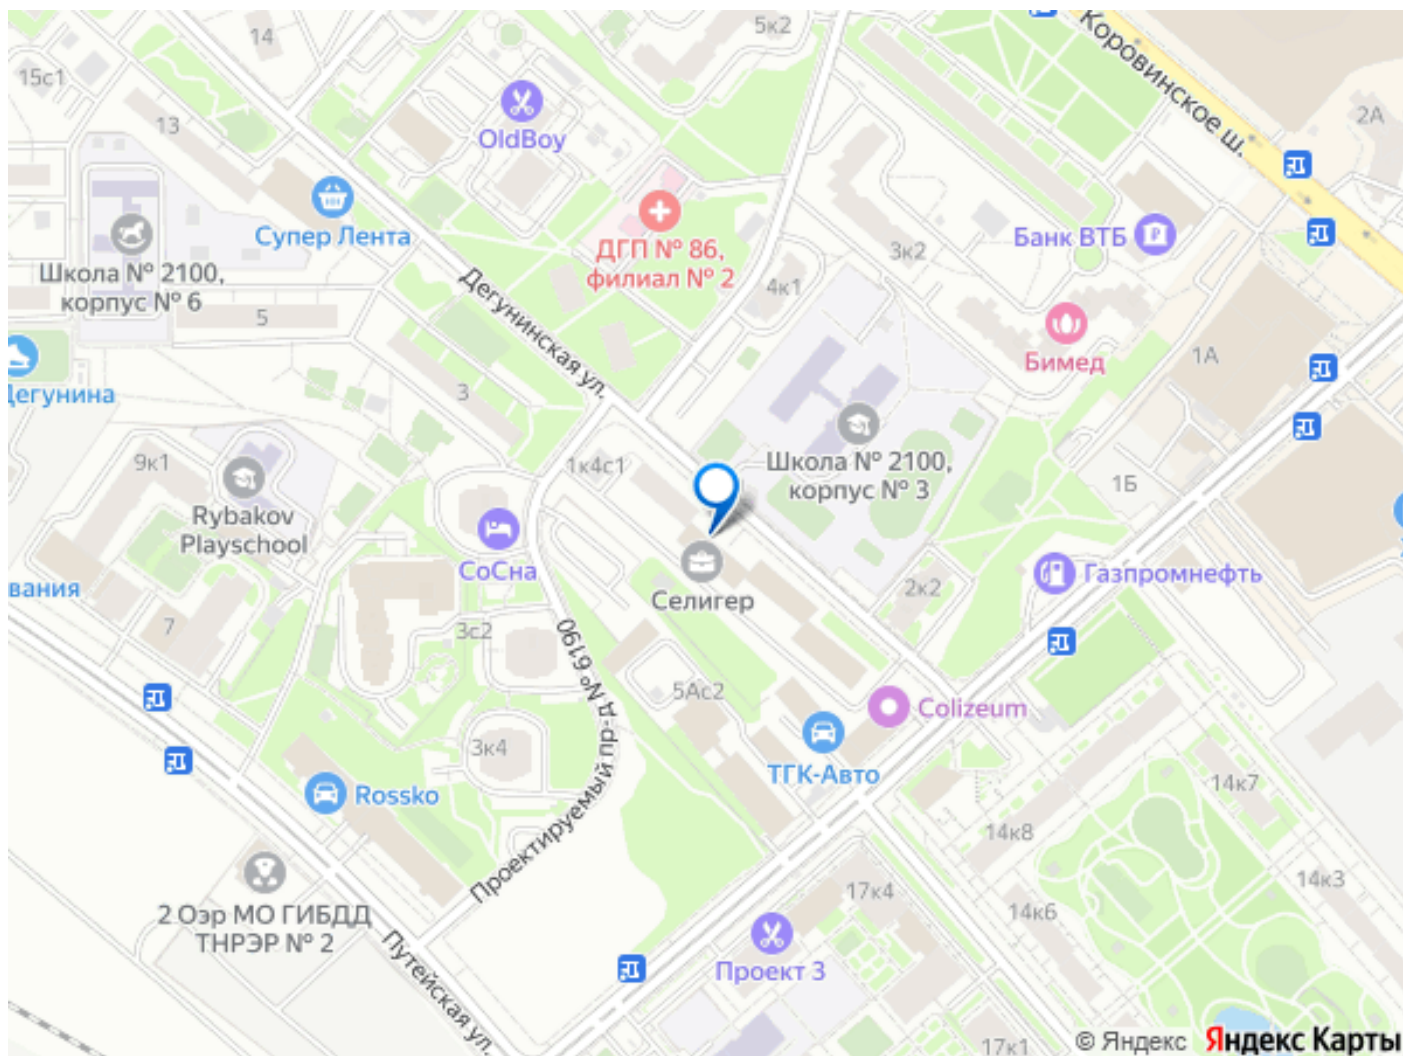 14
5к2
Коровинское ш.
15с1
13
OldBoy
2А
Супер Лента
ДГП № 86,
филиал № 2
3к2
Банк ВТБ
Школа № 2100,
корпус № 6
Дегунинская ул.
4к1
5
Бимед
1А
Дегунина
3
9к1
1к4с1
Школа № 2100,
корпус № 3
1Б
Rybakov
Playschool
СоСна
Селигер
2к2
Газпромнефть
вания
7
3с2
Проектируемый пр-д № 6190
5Ас2
Colizeum
3к4
ТГК-Авто
Rossko
14к7
14к8
14к3
17к4
14к6
2 Оэр МО ГИБДД
ТНРЭР № 2
Путейская ул.
Проект 3
17к1
© Яндекс Яндекс Карты